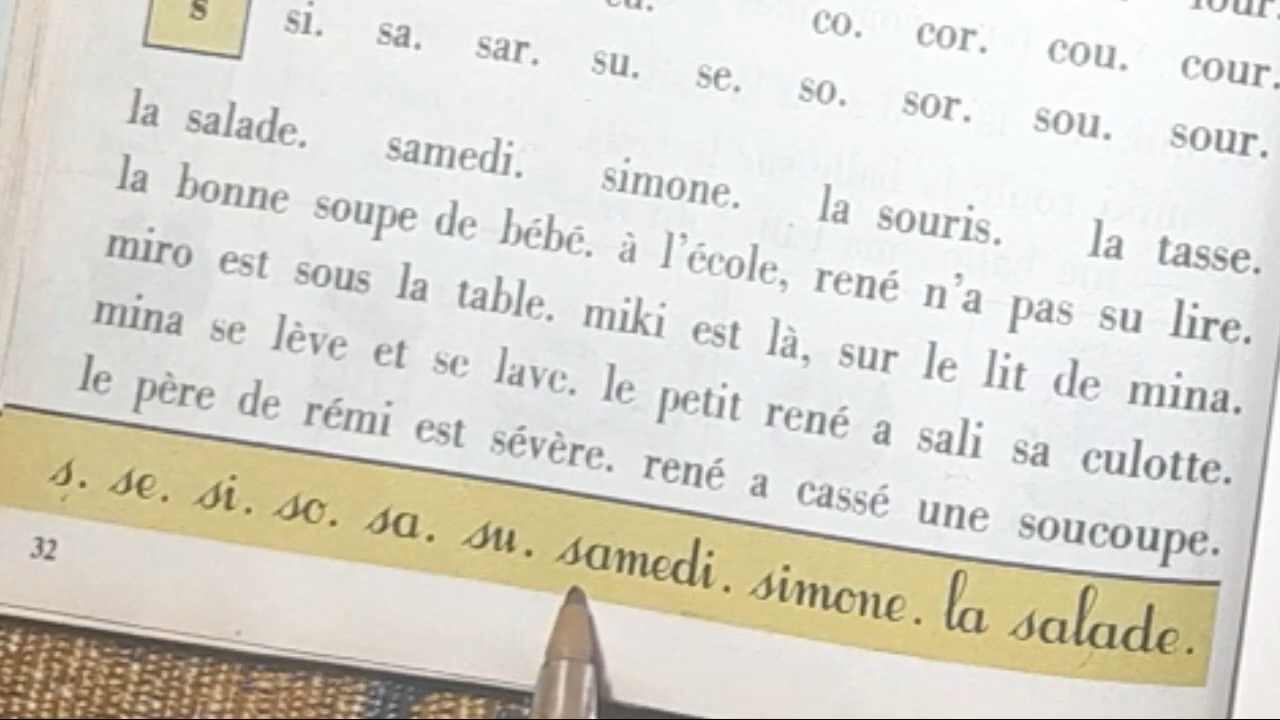 co. cor. cou. cour.
s si. sa. sar. su. se. so. sor. sou. sour.
la salade. samedi. simone. la souris. la tasse.
la bonne soupe de bébé. à l'école, rené n'a pas su lire.
miro est sous la table. miki est là, sur le lit de mina.
mina se lève et se lave. le petit rené a sali sa culotte.
le père de rémi est sévère. rené a cassé une soucoupe.
s. se. si. so. sa. su. samedi. simone. la salade.
32